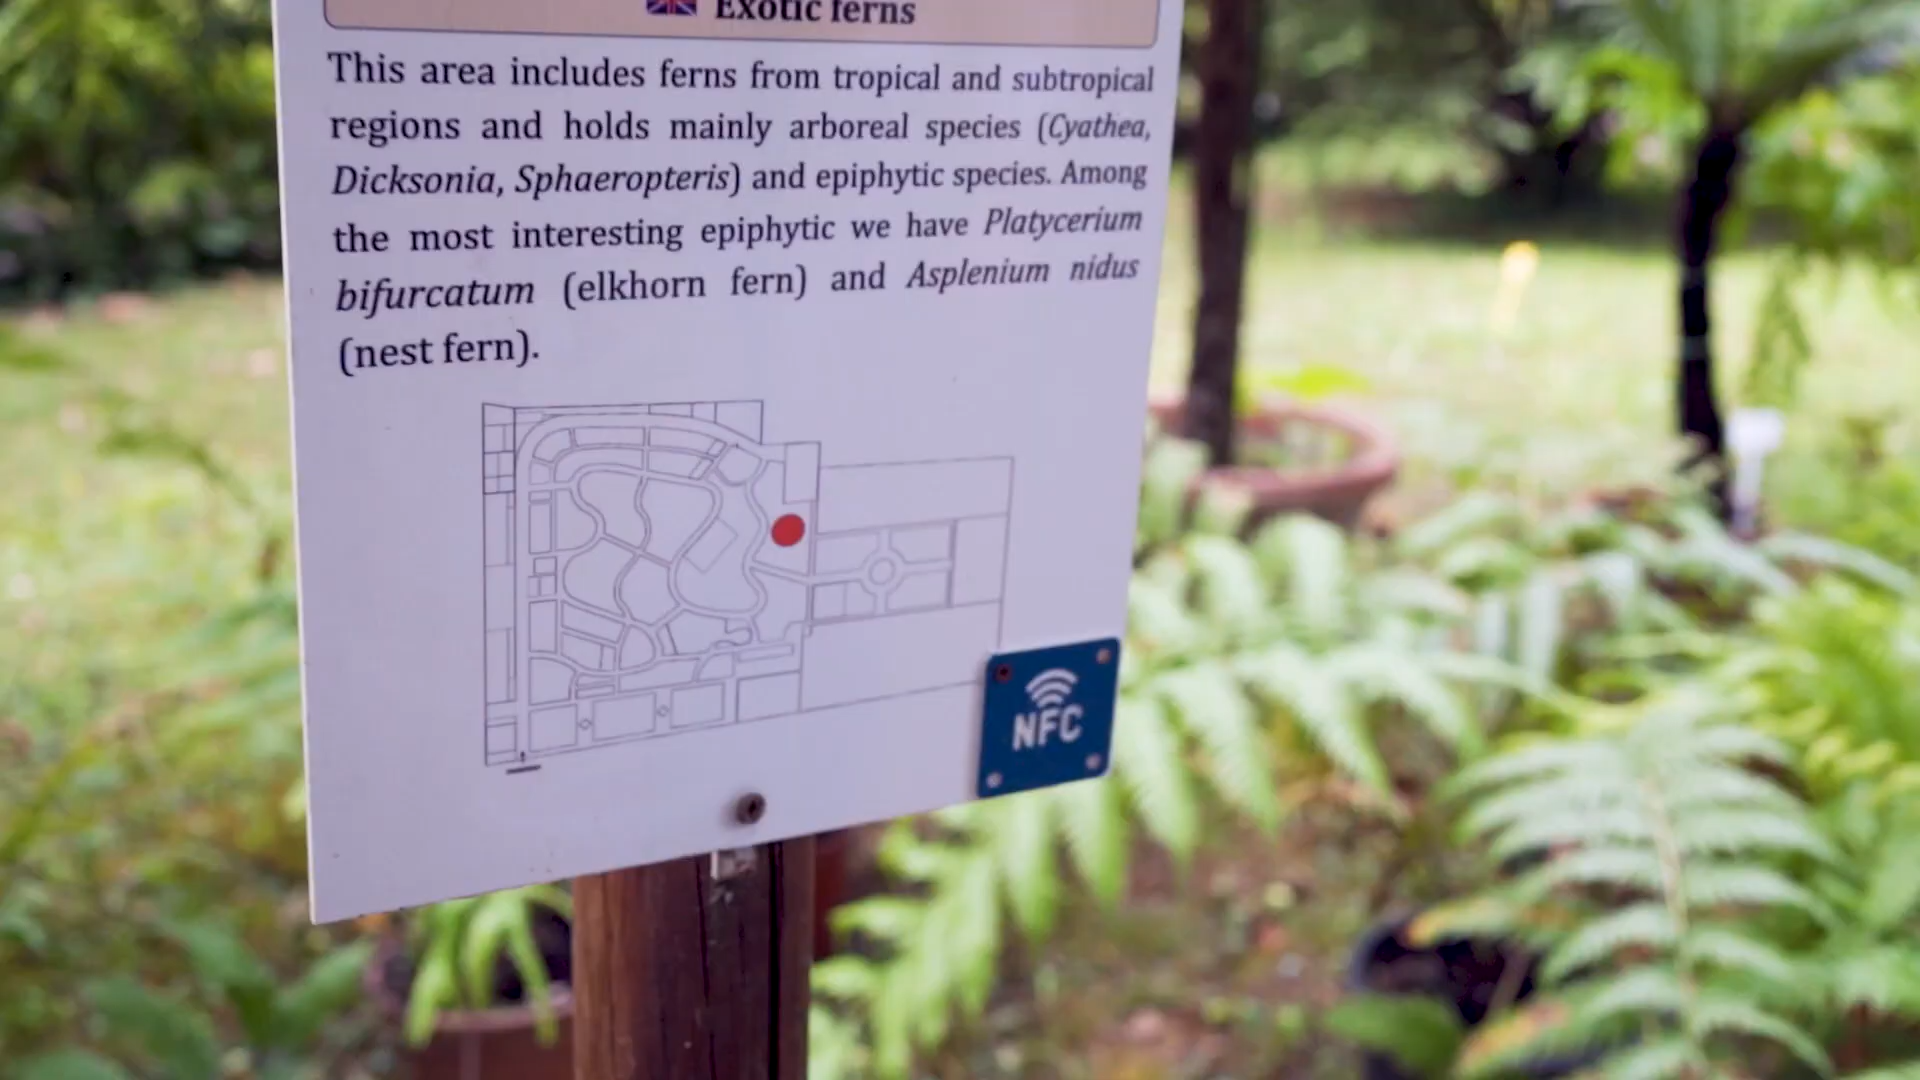 Exotic ferns
This area includes ferns from tropical and subtropical
regions and holds mainly arboreal species (Cyathea,
Dicksonia, Sphaeropteris) and epiphytic species. Among
the most interesting epiphytic we have Platycerium
bifurcatum (elkhorn fern) and Asplenium nidus
(nest fern).
NFC